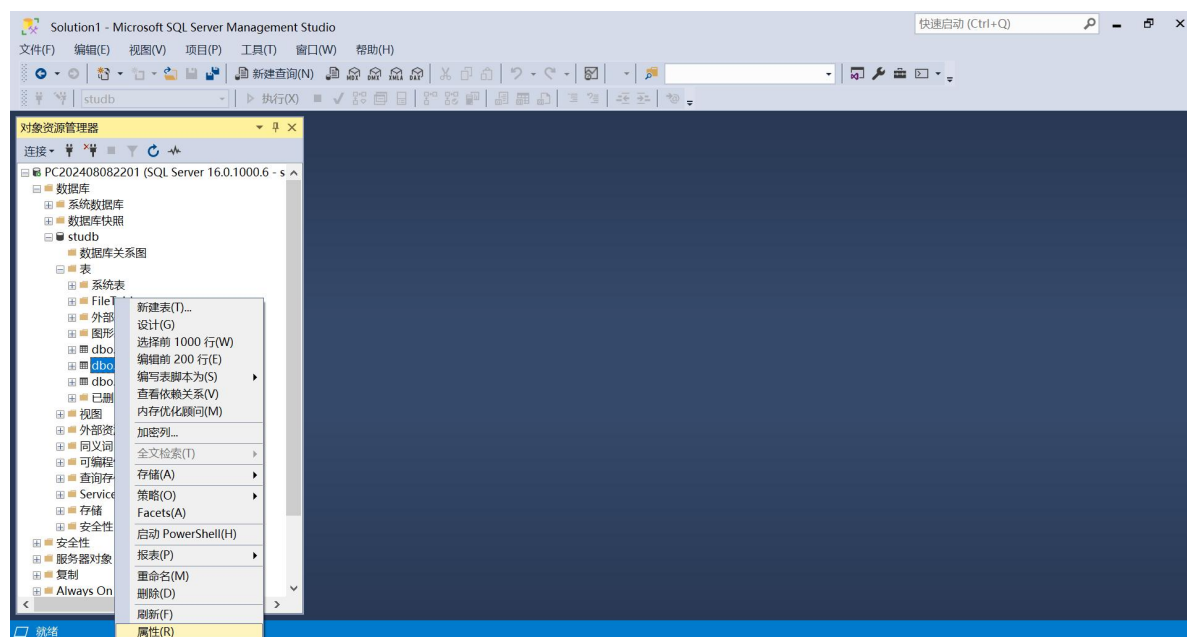 Solution1 - Microsoft SQL Server Management Studio
快速启动 (Ctrl+Q)
文件(F) 编辑(E) 视图(V) 项目(P) 工具(T) 窗口(W) 帮助(H)
新建查询(N) MDX DMX XMLA DAX
studb 执行(X)
对象资源管理器
连接
PC202408082201 (SQL Server 16.0.1000.6 - s
数据库
系统数据库
数据库快照
studb
数据库关系图
表
系统表
FileT
外部
图形
dbo.
dbo.
dbo.
已删
视图
外部资
同义词
可编程
查询存
Service
存储
安全性
安全性
服务器对象
复制
Always On
新建表(T)...
设计(G)
选择前 1000 行(W)
编辑前 200 行(E)
编写表脚本为(S)
查看依赖关系(V)
内存优化顾问(M)
加密列...
全文检索(T)
存储(A)
策略(O)
Facets(A)
启动 PowerShell(H)
报表(P)
重命名(M)
删除(D)
刷新(F)
属性(R)
就绪